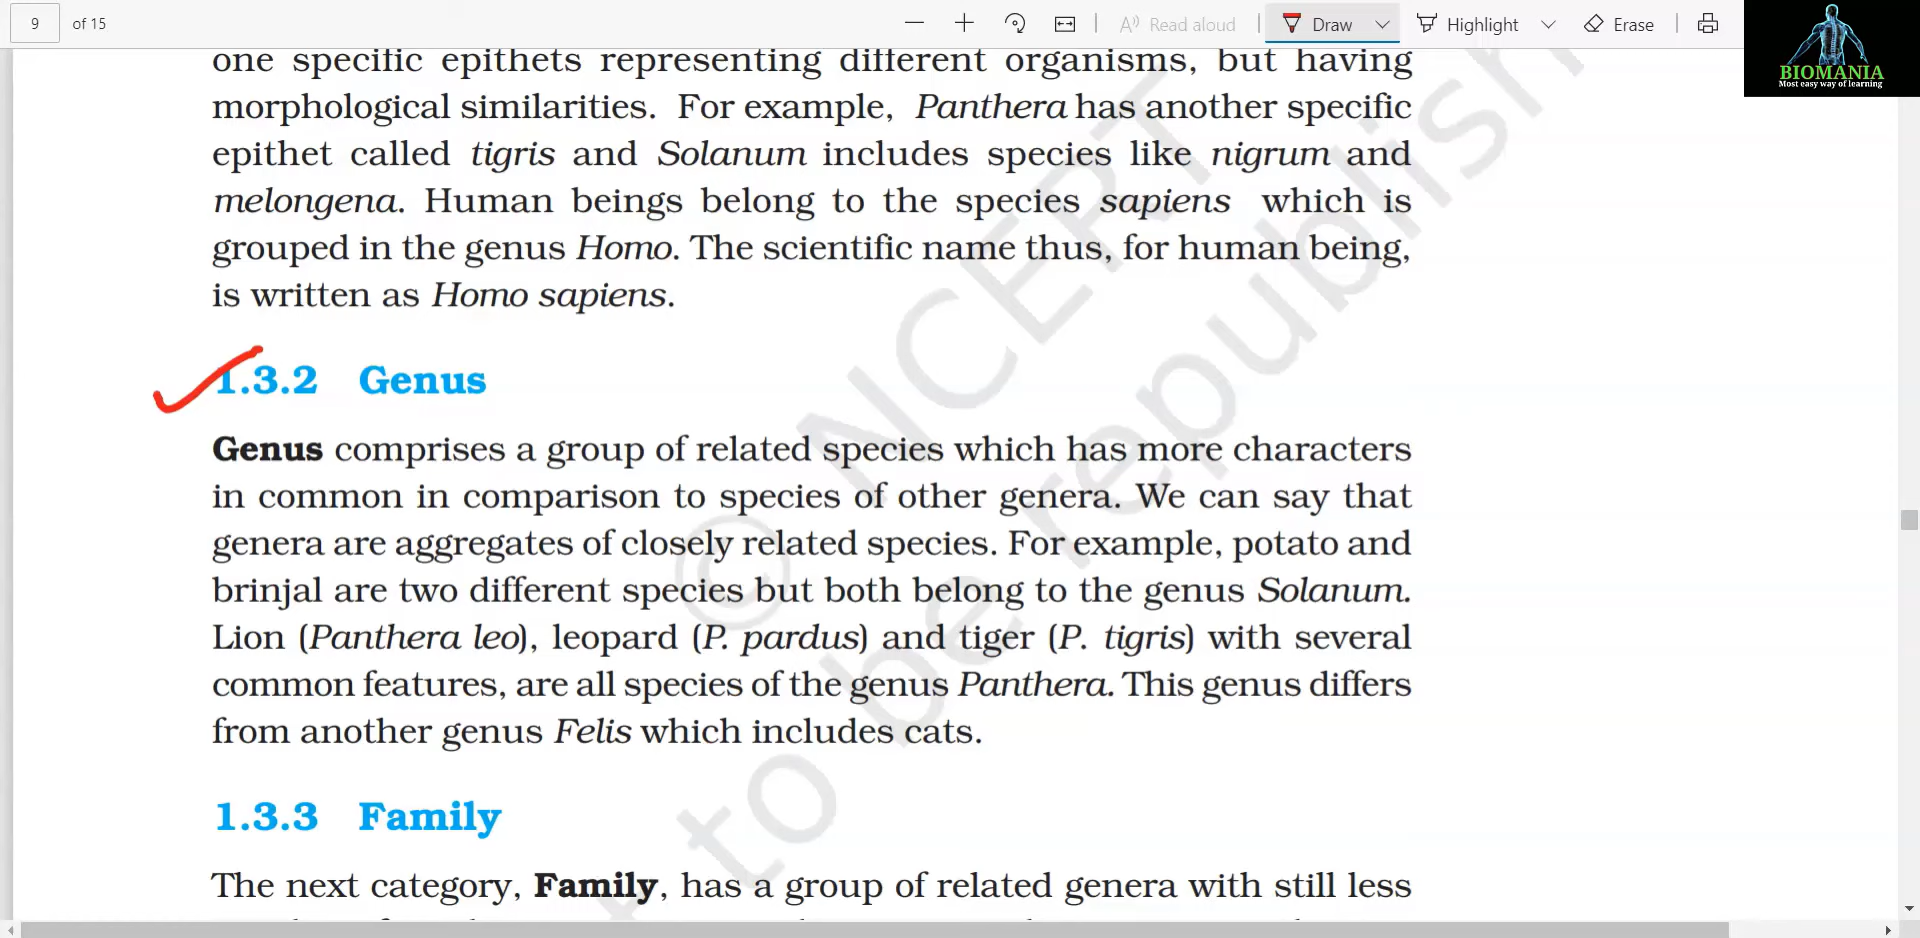 9 of 15 Read aloud Draw Highlight Erase
BIOMANIA
Most easy way of learning
one specific epithets representing different organisms, but having
morphological similarities. For example, Panthera has another specific
epithet called tigris and Solanum includes species like nigrum and
melongena. Human beings belong to the species sapiens which is
grouped in the genus Homo. The scientific name thus, for human being,
is written as Homo sapiens.
1.3.2 Genus
Genus comprises a group of related species which has more characters
in common in comparison to species of other genera. We can say that
genera are aggregates of closely related species. For example, potato and
brinjal are two different species but both belong to the genus Solanum.
Lion (Panthera leo), leopard (P. pardus) and tiger (P. tigris) with several
common features, are all species of the genus Panthera. This genus differs
from another genus Felis which includes cats.
1.3.3 Family
The next category, Family, has a group of related genera with still less
© NCERT
to be republish